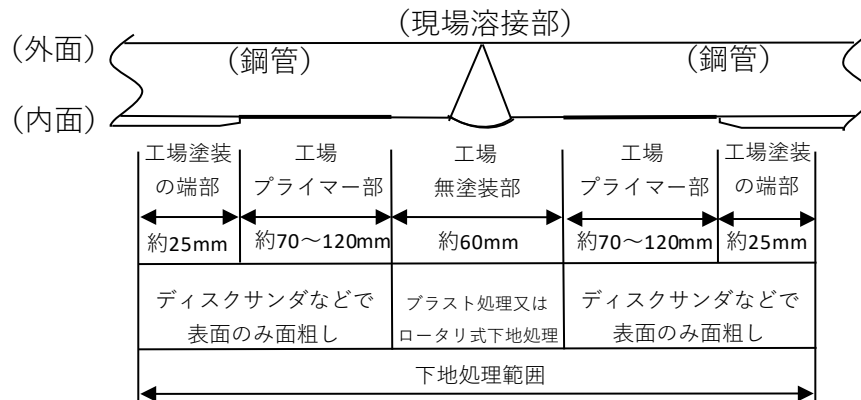 (現場溶接部)
(外面)
(鋼管)
(鋼管)
(内面)
工場塗装
の端部
工場
プライマー部
工場
無塗装部
工場
プライマー部
工場塗装
の端部
約25mm
約70～120mm
約60mm
約70～120mm
約25mm
ディスクサンダなどで
表面のみ面粗し
ブラスト処理又は
ロータリ式下地処理
ディスクサンダなどで
表面のみ面粗し
下地処理範囲